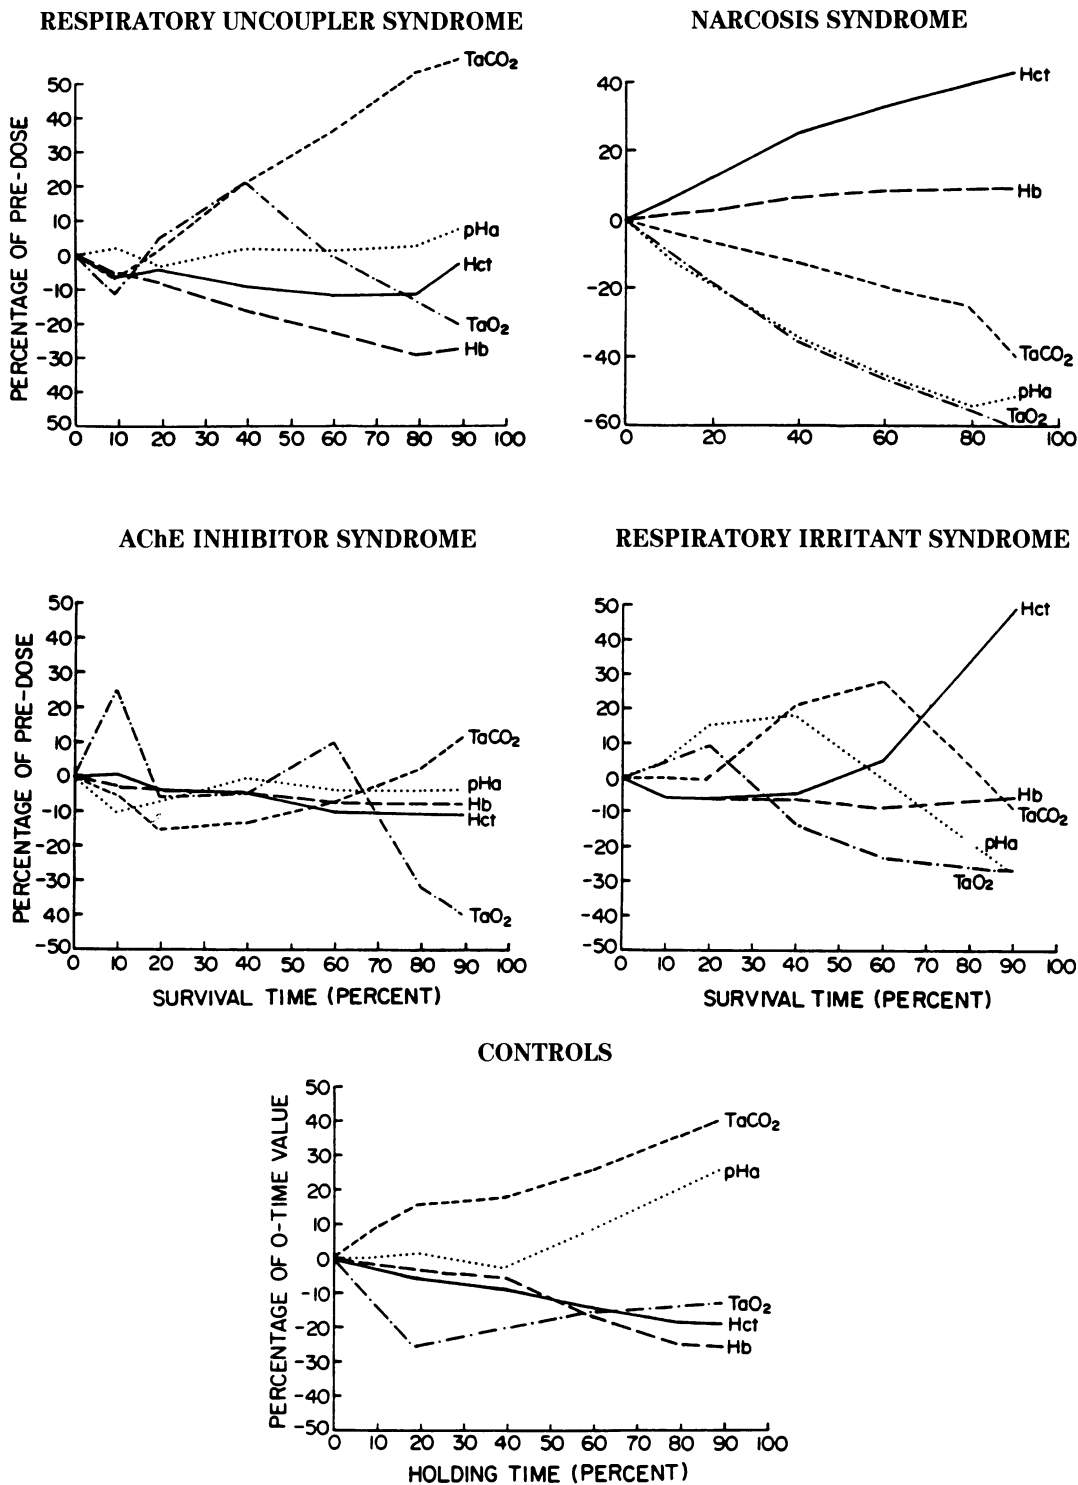 RESPIRATORY UNCOUPLER SYNDROME
PERCENTAGE OF PRE-DOSE
50
40
30
20
10
0
-10
-20
-30
40
50
0 10 20 30 40 50 60 70 80 90 100
TaCO₂
pHa
Hct
TaO₂
Hb
NARCOSIS SYNDROME
40
20
0
-20
-40
-60
0 20 40 60 80 100
Hct
Hb
TaCO₂
pHa
TaO₂
AChE INHIBITOR SYNDROME
PERCENTAGE OF PRE-DOSE
50
40
30
20
10
0
-10
-20
-30
40
-50
0 10 20 30 40 50 60 70 80 90 100
SURVIVAL TIME (PERCENT)
TaCO₂
pHa
Hb
Hct
TaO₂
RESPIRATORY IRRITANT SYNDROME
50
40
30
20
10
0
-10
-20
-30
-40
-50
0 10 20 30 40 50 60 70 80 90 100
SURVIVAL TIME (PERCENT)
Hct
Hb
TaCO₂
pHa
TaO₂
CONTROLS
PERCENTAGE OF 0-TIME VALUE
50
40
30
20
10
0
-10
-20
-30
-40
-50
0 10 20 30 40 50 60 70 80 90 100
HOLDING TIME (PERCENT)
TaCO₂
pHa
TaO₂
Hct
Hb